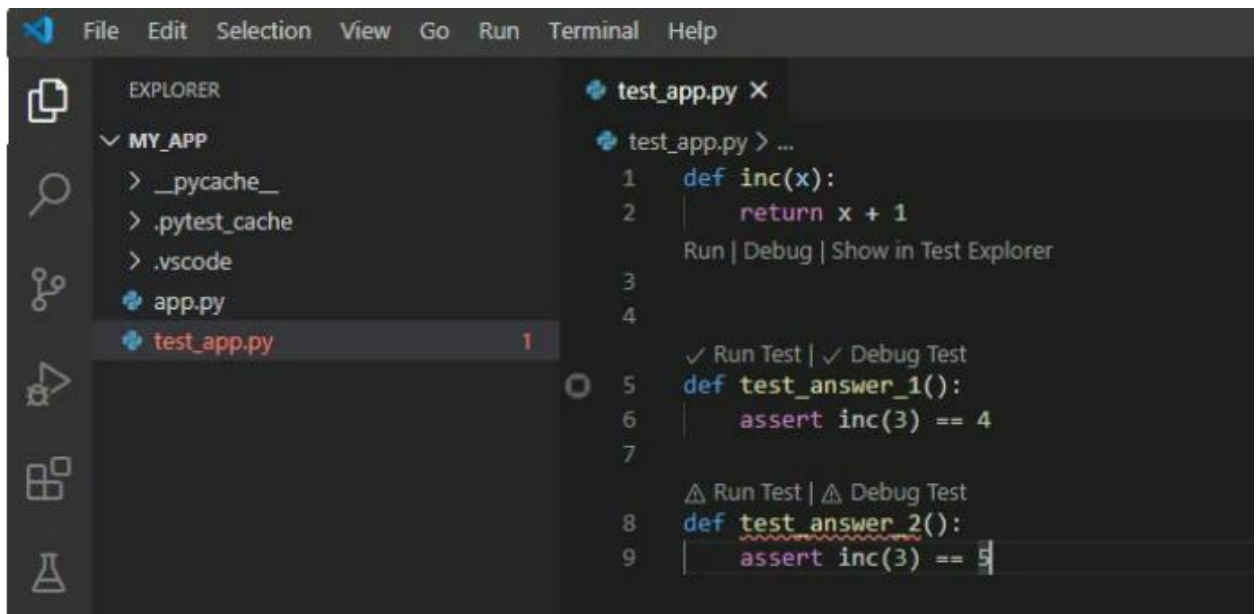 File Edit Selection View Go Run Terminal Help
EXPLORER
MY_APP
__pycache__
.pytest_cache
.vscode
app.py
test_app.py 1
test_app.py
test_app.py > ...
1 def inc(x):
2     return x + 1
Run | Debug | Show in Test Explorer
3
4
✓ Run Test | ✓ Debug Test
5 def test_answer_1():
6     assert inc(3) == 4
7
⚠ Run Test | ⚠ Debug Test
8 def test_answer_2():
9     assert inc(3) == 5